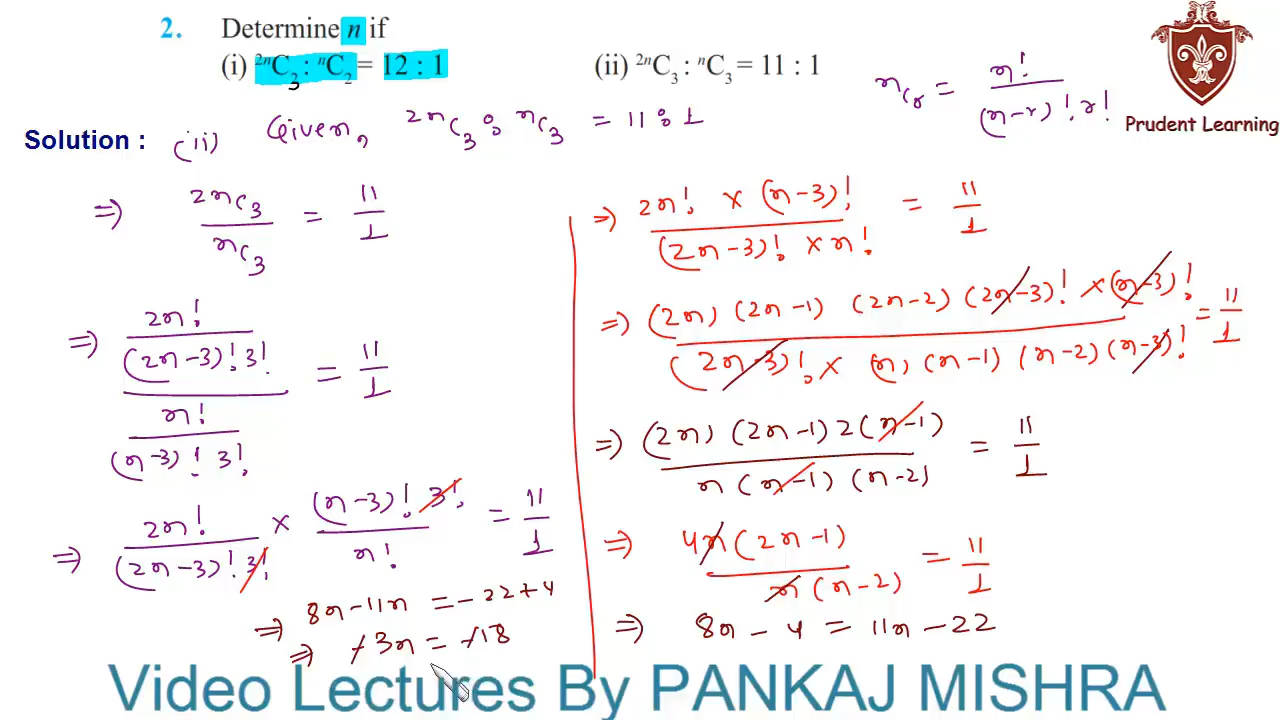 2. Determine n if
(i) ²ⁿC₃ : ⁿC₂ = 12 : 1 (ii) ²ⁿC₃ : ⁿC₃ = 11 : 1
3
ⁿCᵣ = n! / (n-r)! r!
Prudent Learning
Solution : (ii) Given, ²ⁿC₃ : ⁿC₃ = 11 : 1
⇒ ²ⁿC₃ / ⁿC₃ = 11/1
⇒ (2n! / (2n-3)! 3!) / (n! / (n-3)! 3!) = 11/1
⇒ 2n! / (2n-3)! 3! × (n-3)! 3! / n! = 11/1
⇒ 2n! × (n-3)! / (2n-3)! × n! = 11/1
⇒ (2n) (2n-1) (2n-2) (2n-3)! × (n-3)! / (2n-3)! × (n) (n-1) (n-2) (n-3)! = 11/1
⇒ (2n) (2n-1) 2(n-1) / n (n-1) (n-2) = 11/1
⇒ 4n(2n-1) / n(n-2) = 11/1
⇒ 8n - 4 = 11n - 22
⇒ 8n - 11n = -22+4
⇒ -3n = -18
Video Lectures By PANKAJ MISHRA